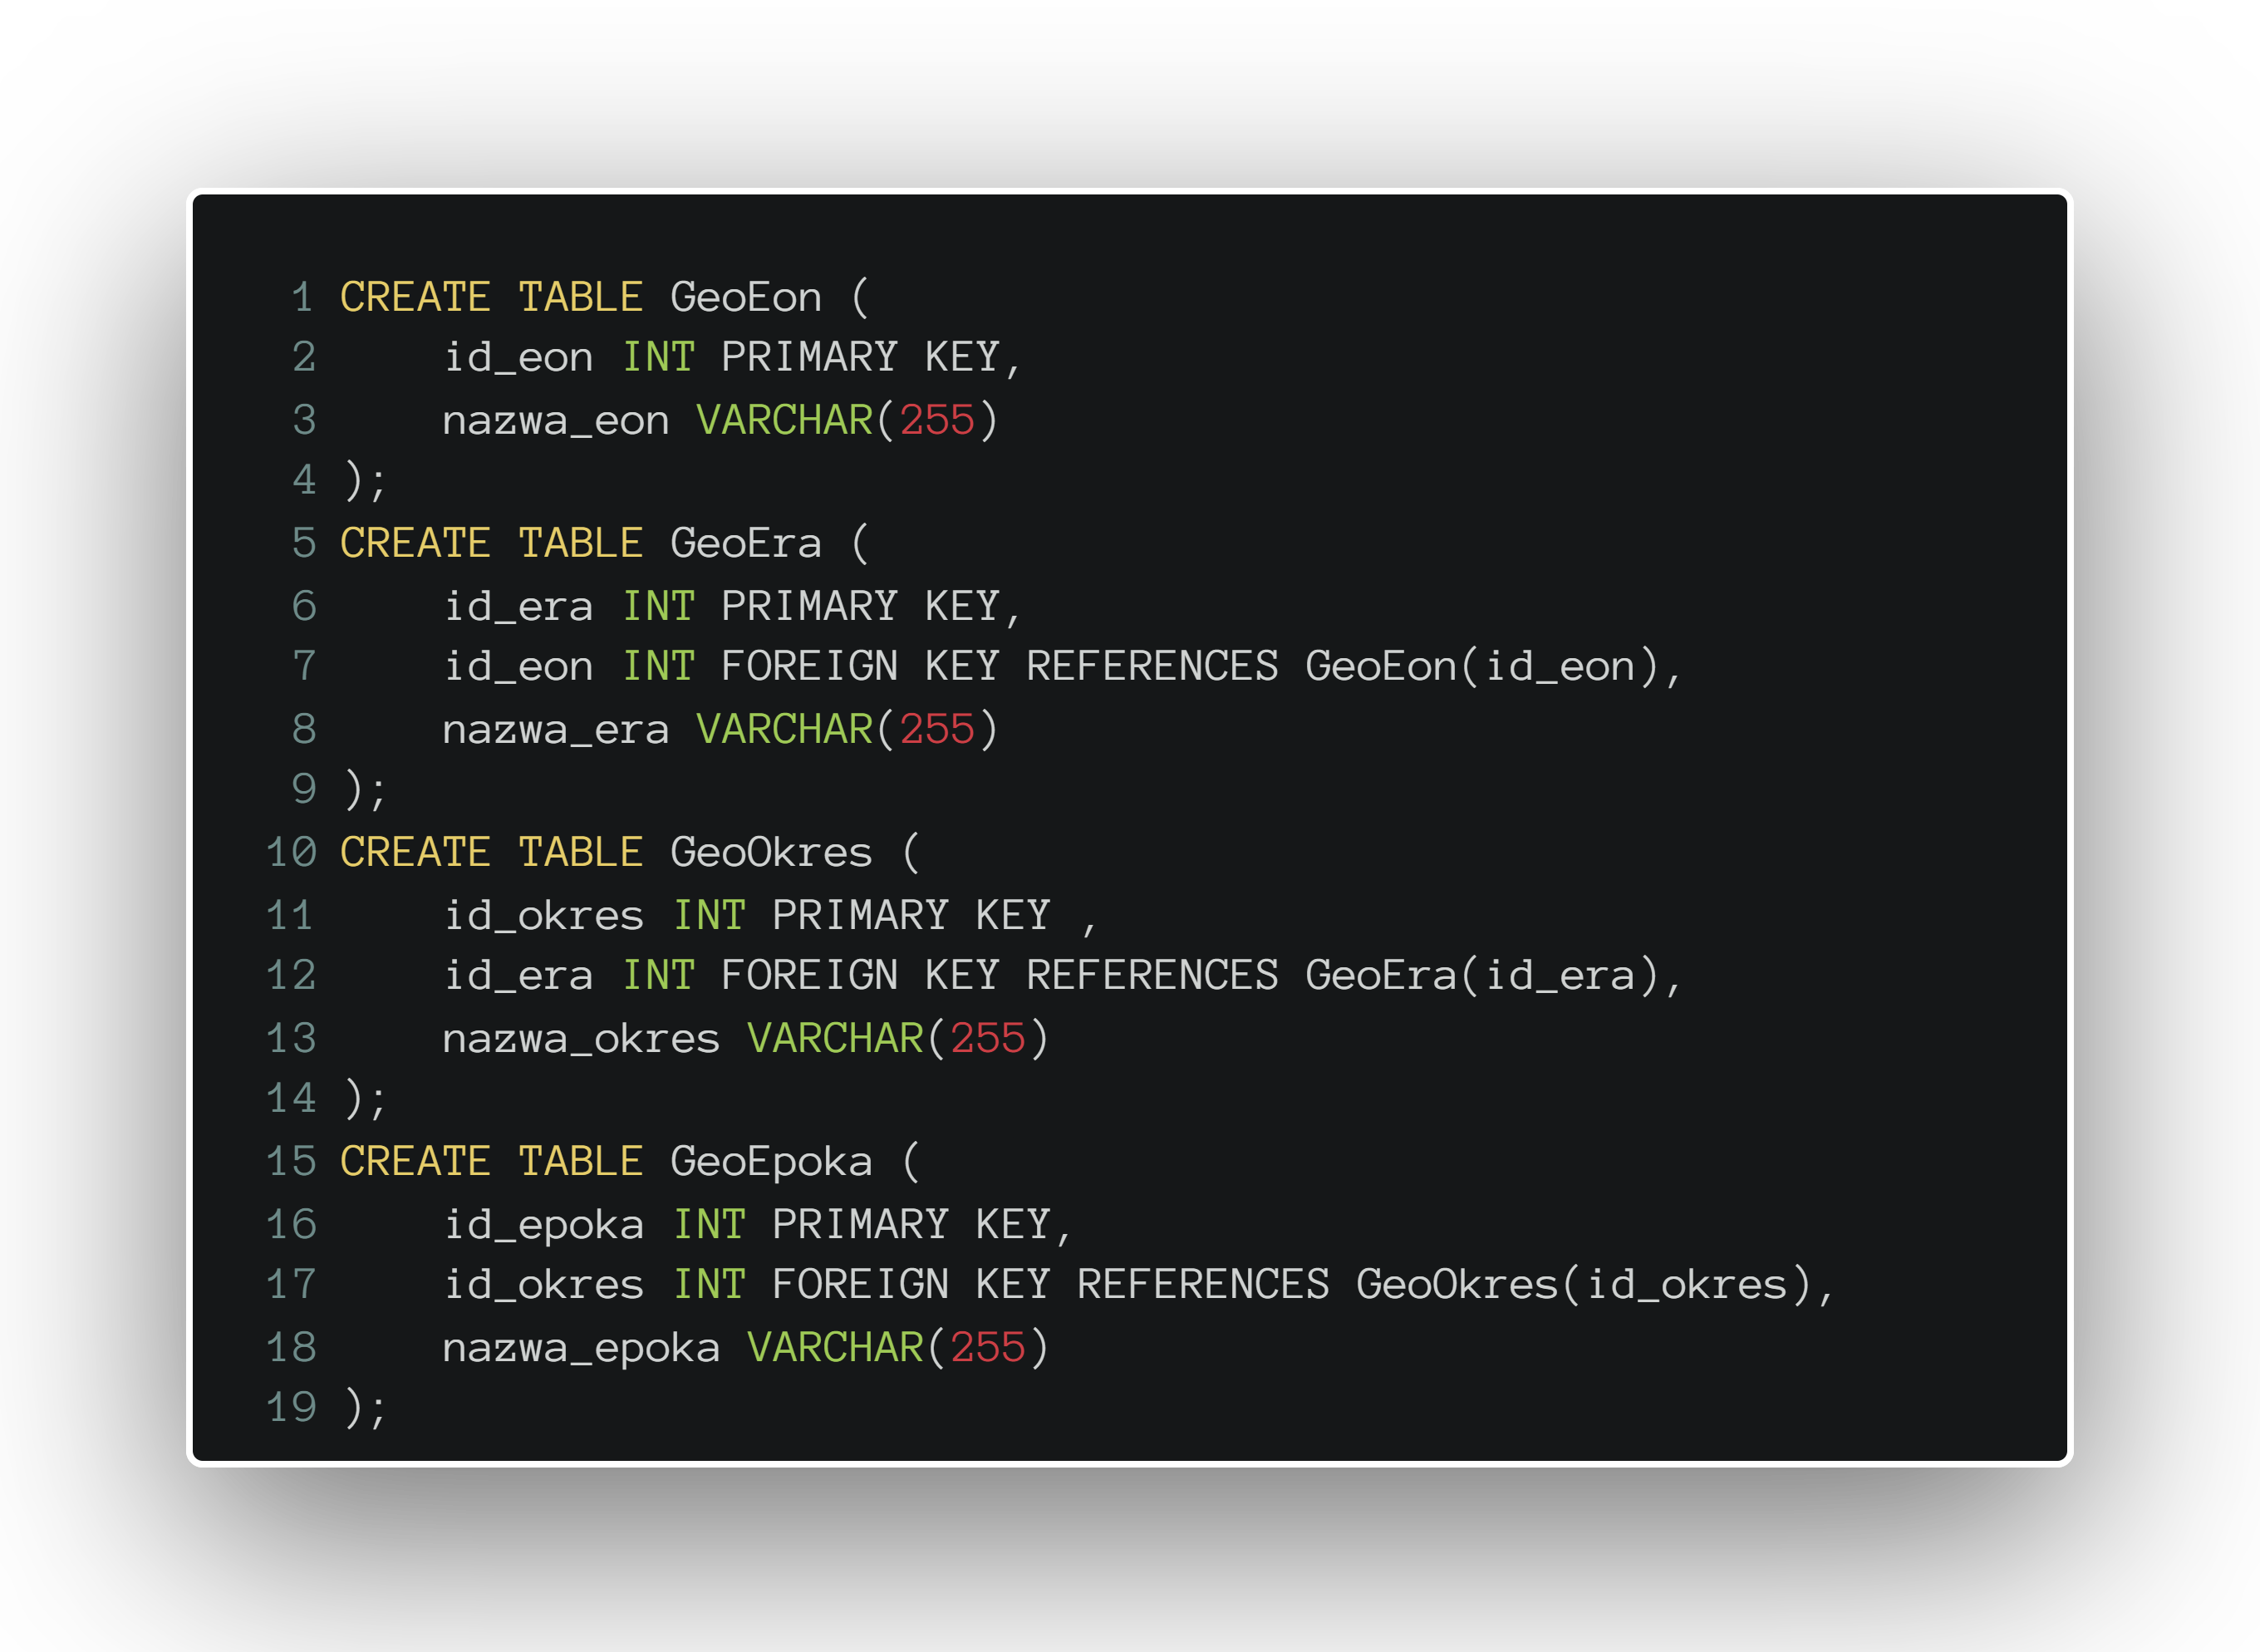 1 CREATE TABLE GeoEon (
2     id_eon INT PRIMARY KEY,
3     nazwa_eon VARCHAR(255)
4 );
5 CREATE TABLE GeoEra (
6     id_era INT PRIMARY KEY,
7     id_eon INT FOREIGN KEY REFERENCES GeoEon(id_eon),
8     nazwa_era VARCHAR(255)
9 );
10 CREATE TABLE GeoOkres (
11     id_okres INT PRIMARY KEY ,
12     id_era INT FOREIGN KEY REFERENCES GeoEra(id_era),
13     nazwa_okres VARCHAR(255)
14 );
15 CREATE TABLE GeoEpoka (
16     id_epoka INT PRIMARY KEY,
17     id_okres INT FOREIGN KEY REFERENCES GeoOkres(id_okres),
18     nazwa_epoka VARCHAR(255)
19 );